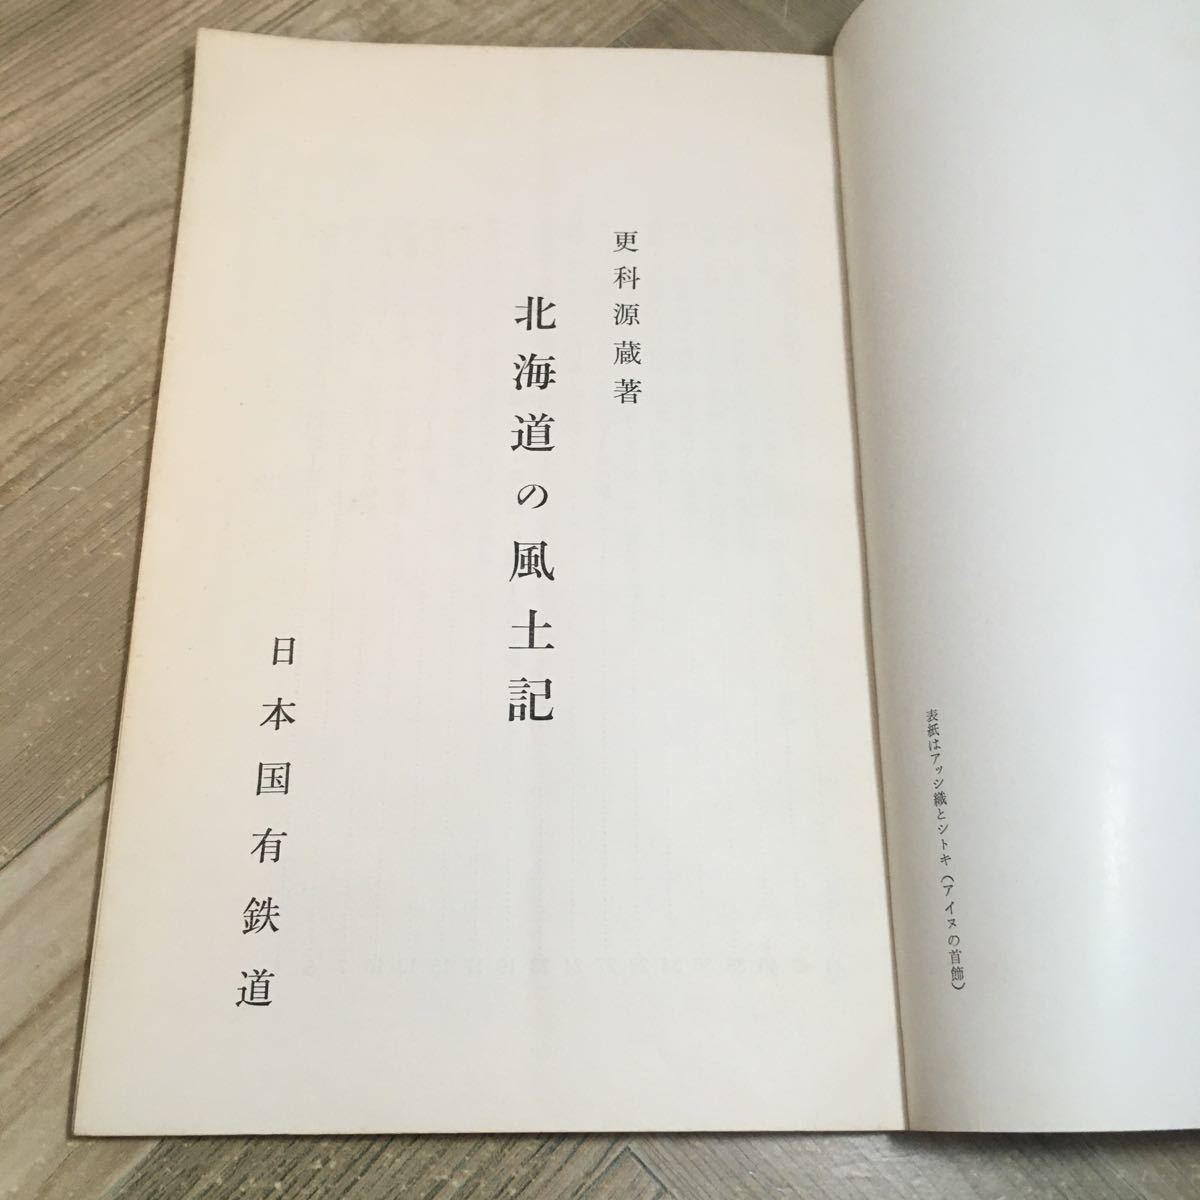 表紙はアッシ織とシトキ（アイヌの首飾）
更科源蔵著
北海道の風土記
日本国有鉄道